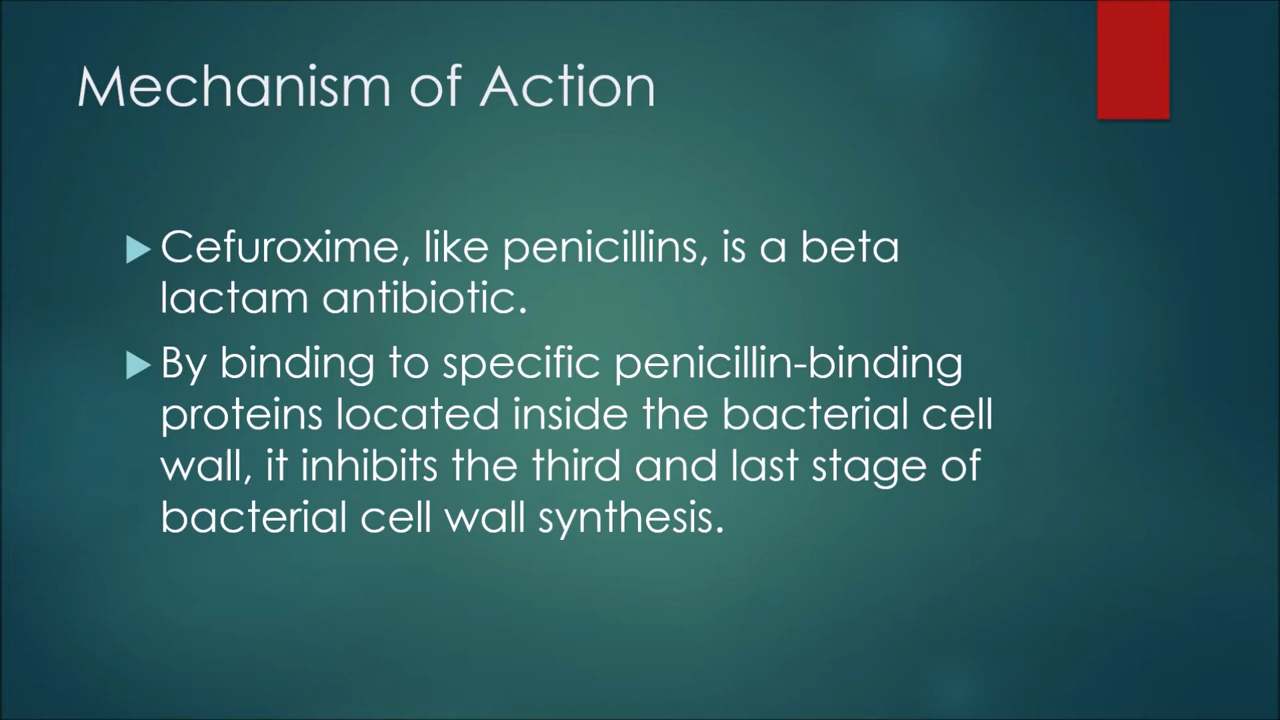 Mechanism of Action
Cefuroxime, like penicillins, is a beta
lactam antibiotic.
By binding to specific penicillin-binding
proteins located inside the bacterial cell
wall, it inhibits the third and last stage of
bacterial cell wall synthesis.